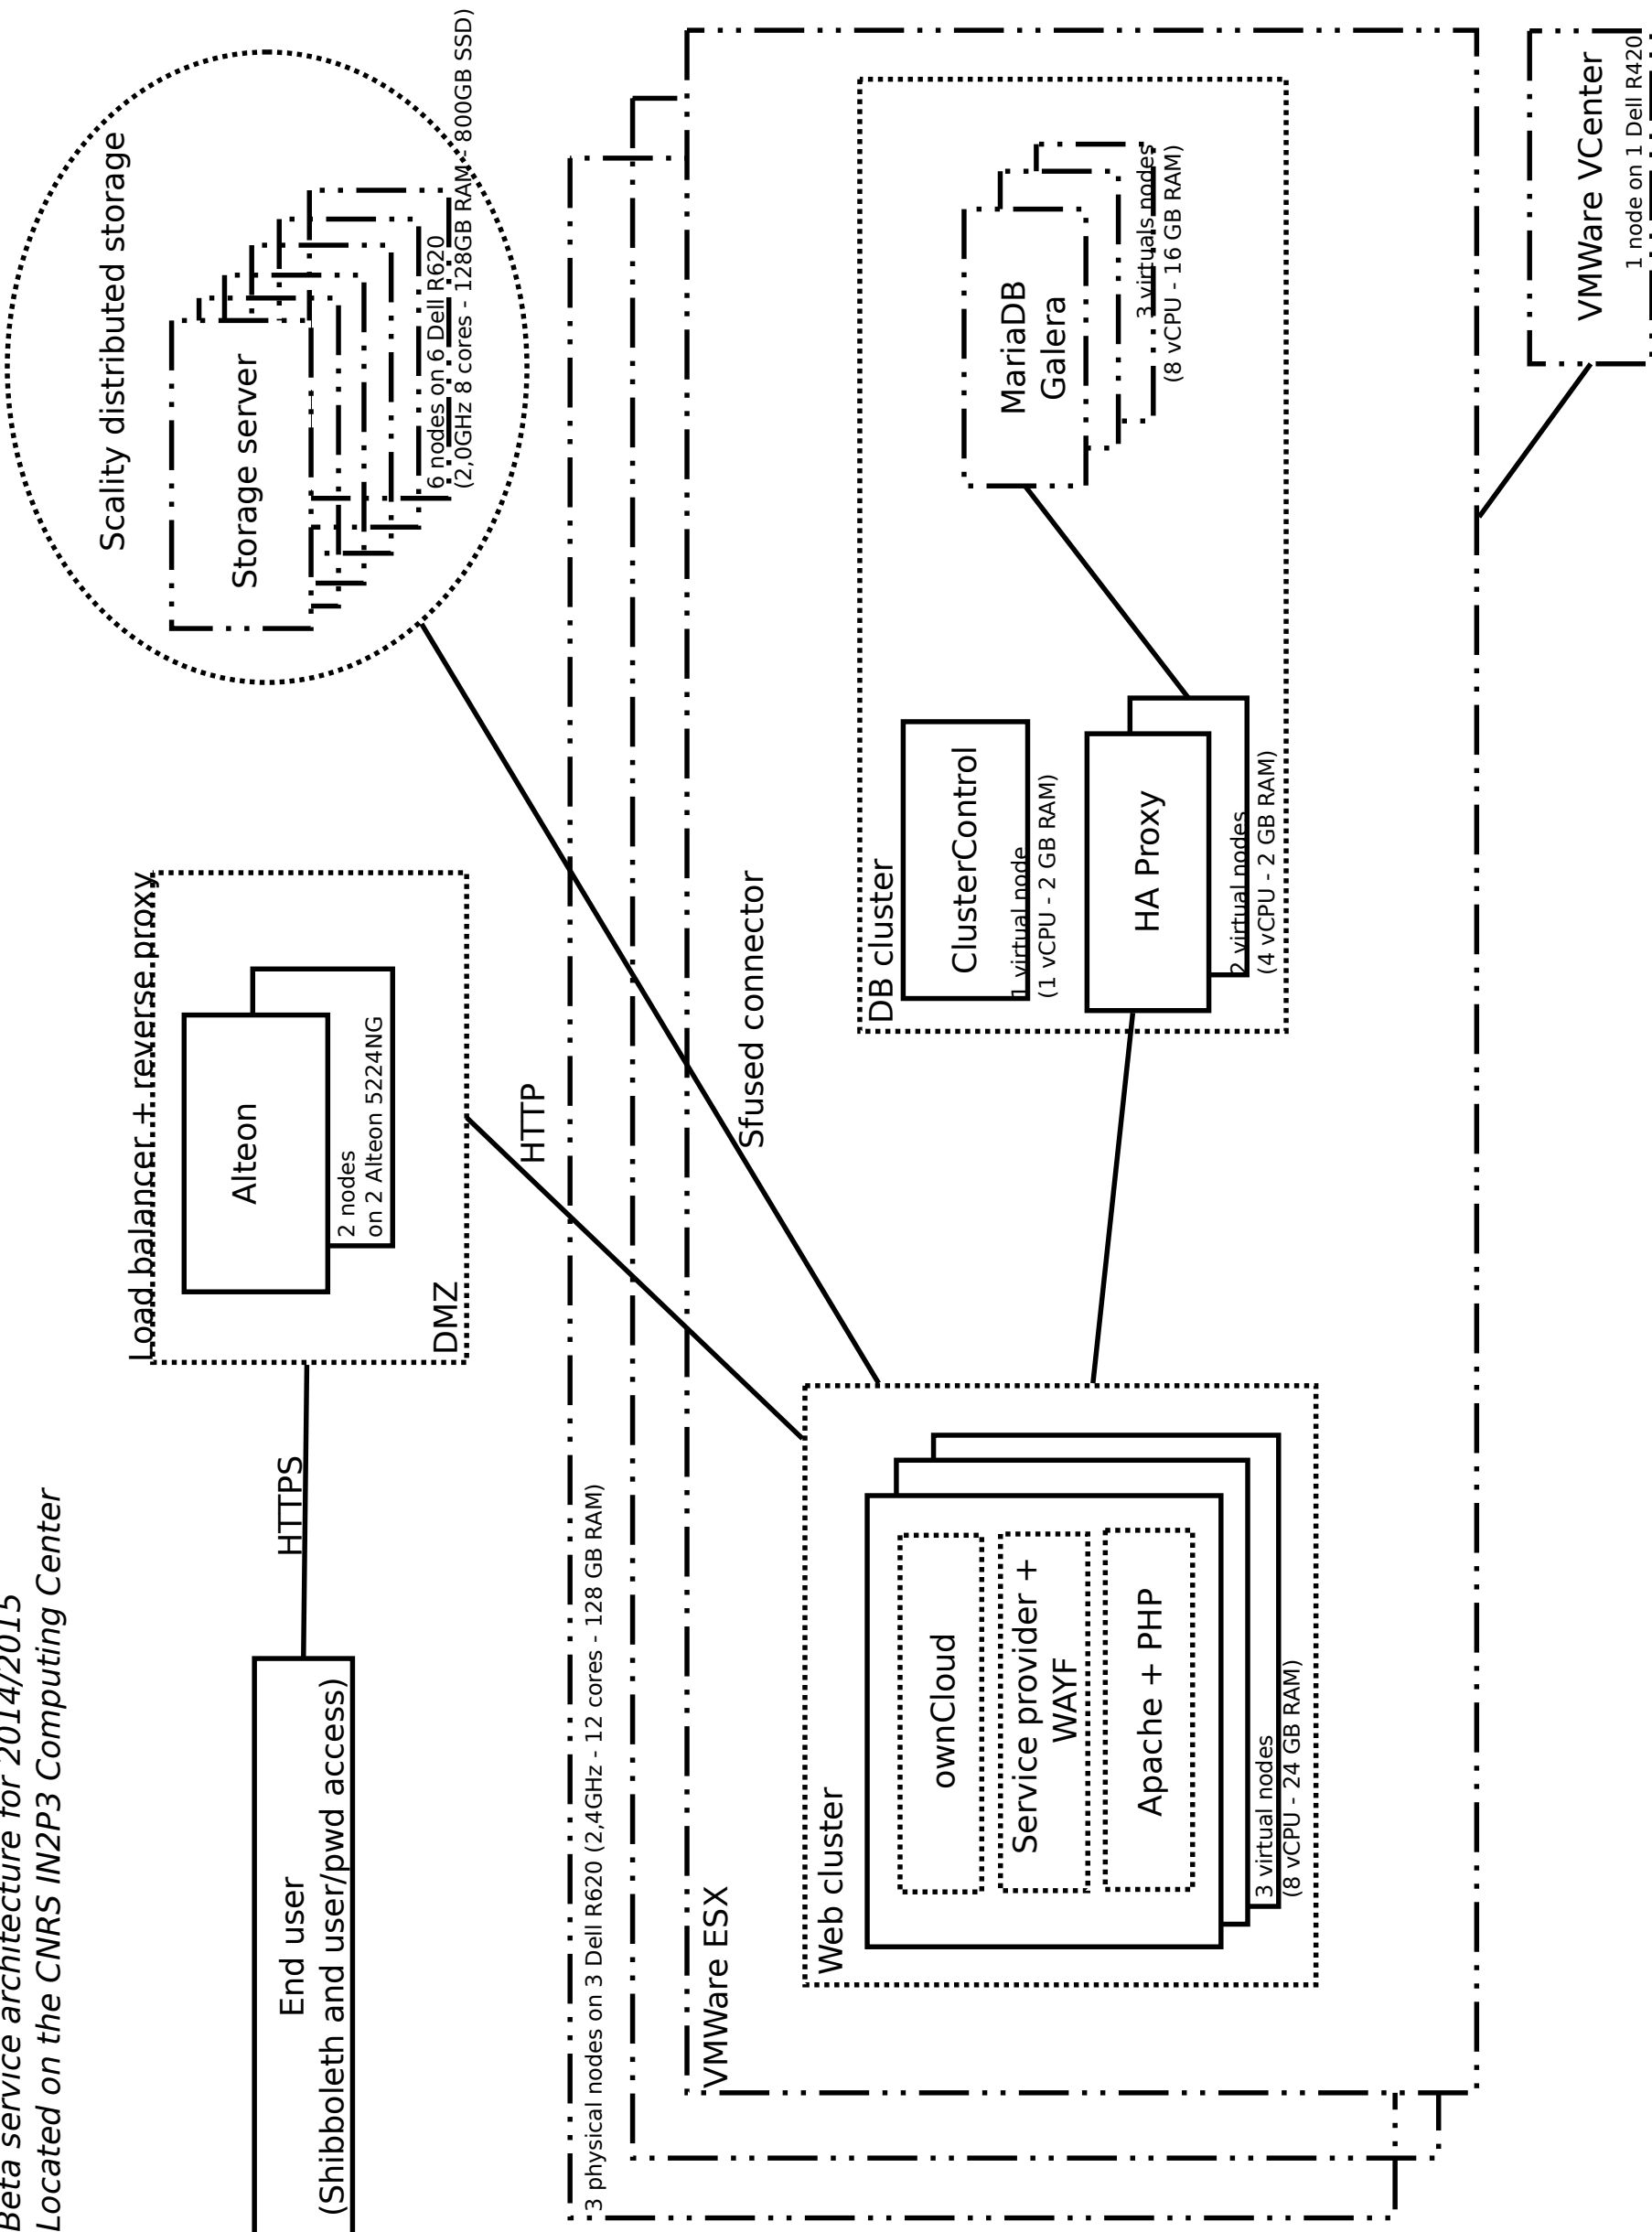 Beta service architecture for 2014/2015
Located on the CNRS IN2P3 Computing Center
End user
(Shibboleth and user/pwd access)
HTTPS
Load balancer + reverse proxy
Alteon
2 nodes
on 2 Alteon 5224NG
DMZ
HTTP
Scality distributed storage
Storage server
6 nodes on 6 Dell R620
(2,0GHz 8 cores - 128GB RAM - 800GB SSD)
3 physical nodes on 3 Dell R620 (2,4GHz - 12 cores - 128 GB RAM)
VMWare ESX
Sfused connector
Web cluster
ownCloud
Service provider +
WAYF
Apache + PHP
3 virtual nodes
(8 vCPU - 24 GB RAM)
DB cluster
ClusterControl
1 virtual node
(1 vCPU - 2 GB RAM)
HA Proxy
2 virtual nodes
(4 vCPU - 2 GB RAM)
MariaDB
Galera
3 virtuals nodes
(8 vCPU - 16 GB RAM)
VMWare VCenter
1 node on 1 Dell R420